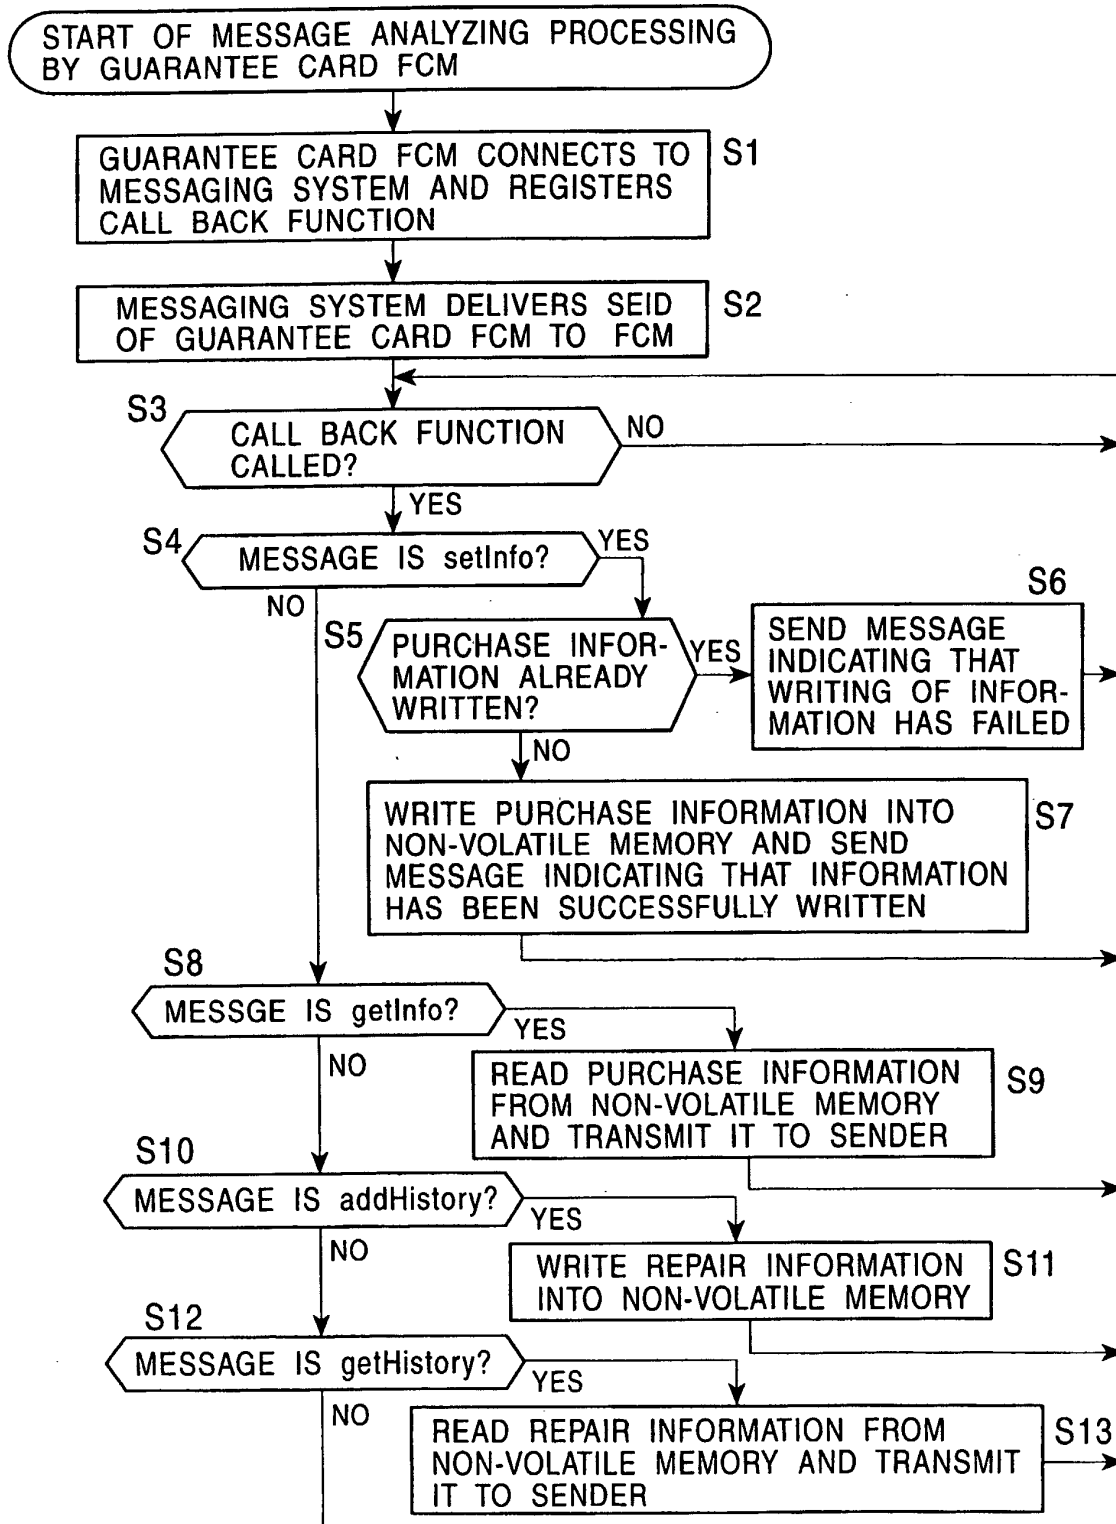 START OF MESSAGE ANALYZING PROCESSING
BY GUARANTEE CARD FCM
GUARANTEE CARD FCM CONNECTS TO
MESSAGING SYSTEM AND REGISTERS
CALL BACK FUNCTION
S1
MESSAGING SYSTEM DELIVERS SEID
OF GUARANTEE CARD FCM TO FCM
S2
S3
CALL BACK FUNCTION
CALLED?
NO
YES
S4
MESSAGE IS setInfo?
YES
NO
S5
PURCHASE INFOR-
MATION ALREADY
WRITTEN?
YES
NO
S6
SEND MESSAGE
INDICATING THAT
WRITING OF INFOR-
MATION HAS FAILED
WRITE PURCHASE INFORMATION INTO
NON-VOLATILE MEMORY AND SEND
MESSAGE INDICATING THAT INFORMATION
HAS BEEN SUCCESSFULLY WRITTEN
S7
S8
MESSGE IS getInfo?
YES
NO
READ PURCHASE INFORMATION
FROM NON-VOLATILE MEMORY
AND TRANSMIT IT TO SENDER
S9
S10
MESSAGE IS addHistory?
YES
NO
WRITE REPAIR INFORMATION
INTO NON-VOLATILE MEMORY
S11
S12
MESSAGE IS getHistory?
YES
NO
READ REPAIR INFORMATION FROM
NON-VOLATILE MEMORY AND TRANSMIT
IT TO SENDER
S13